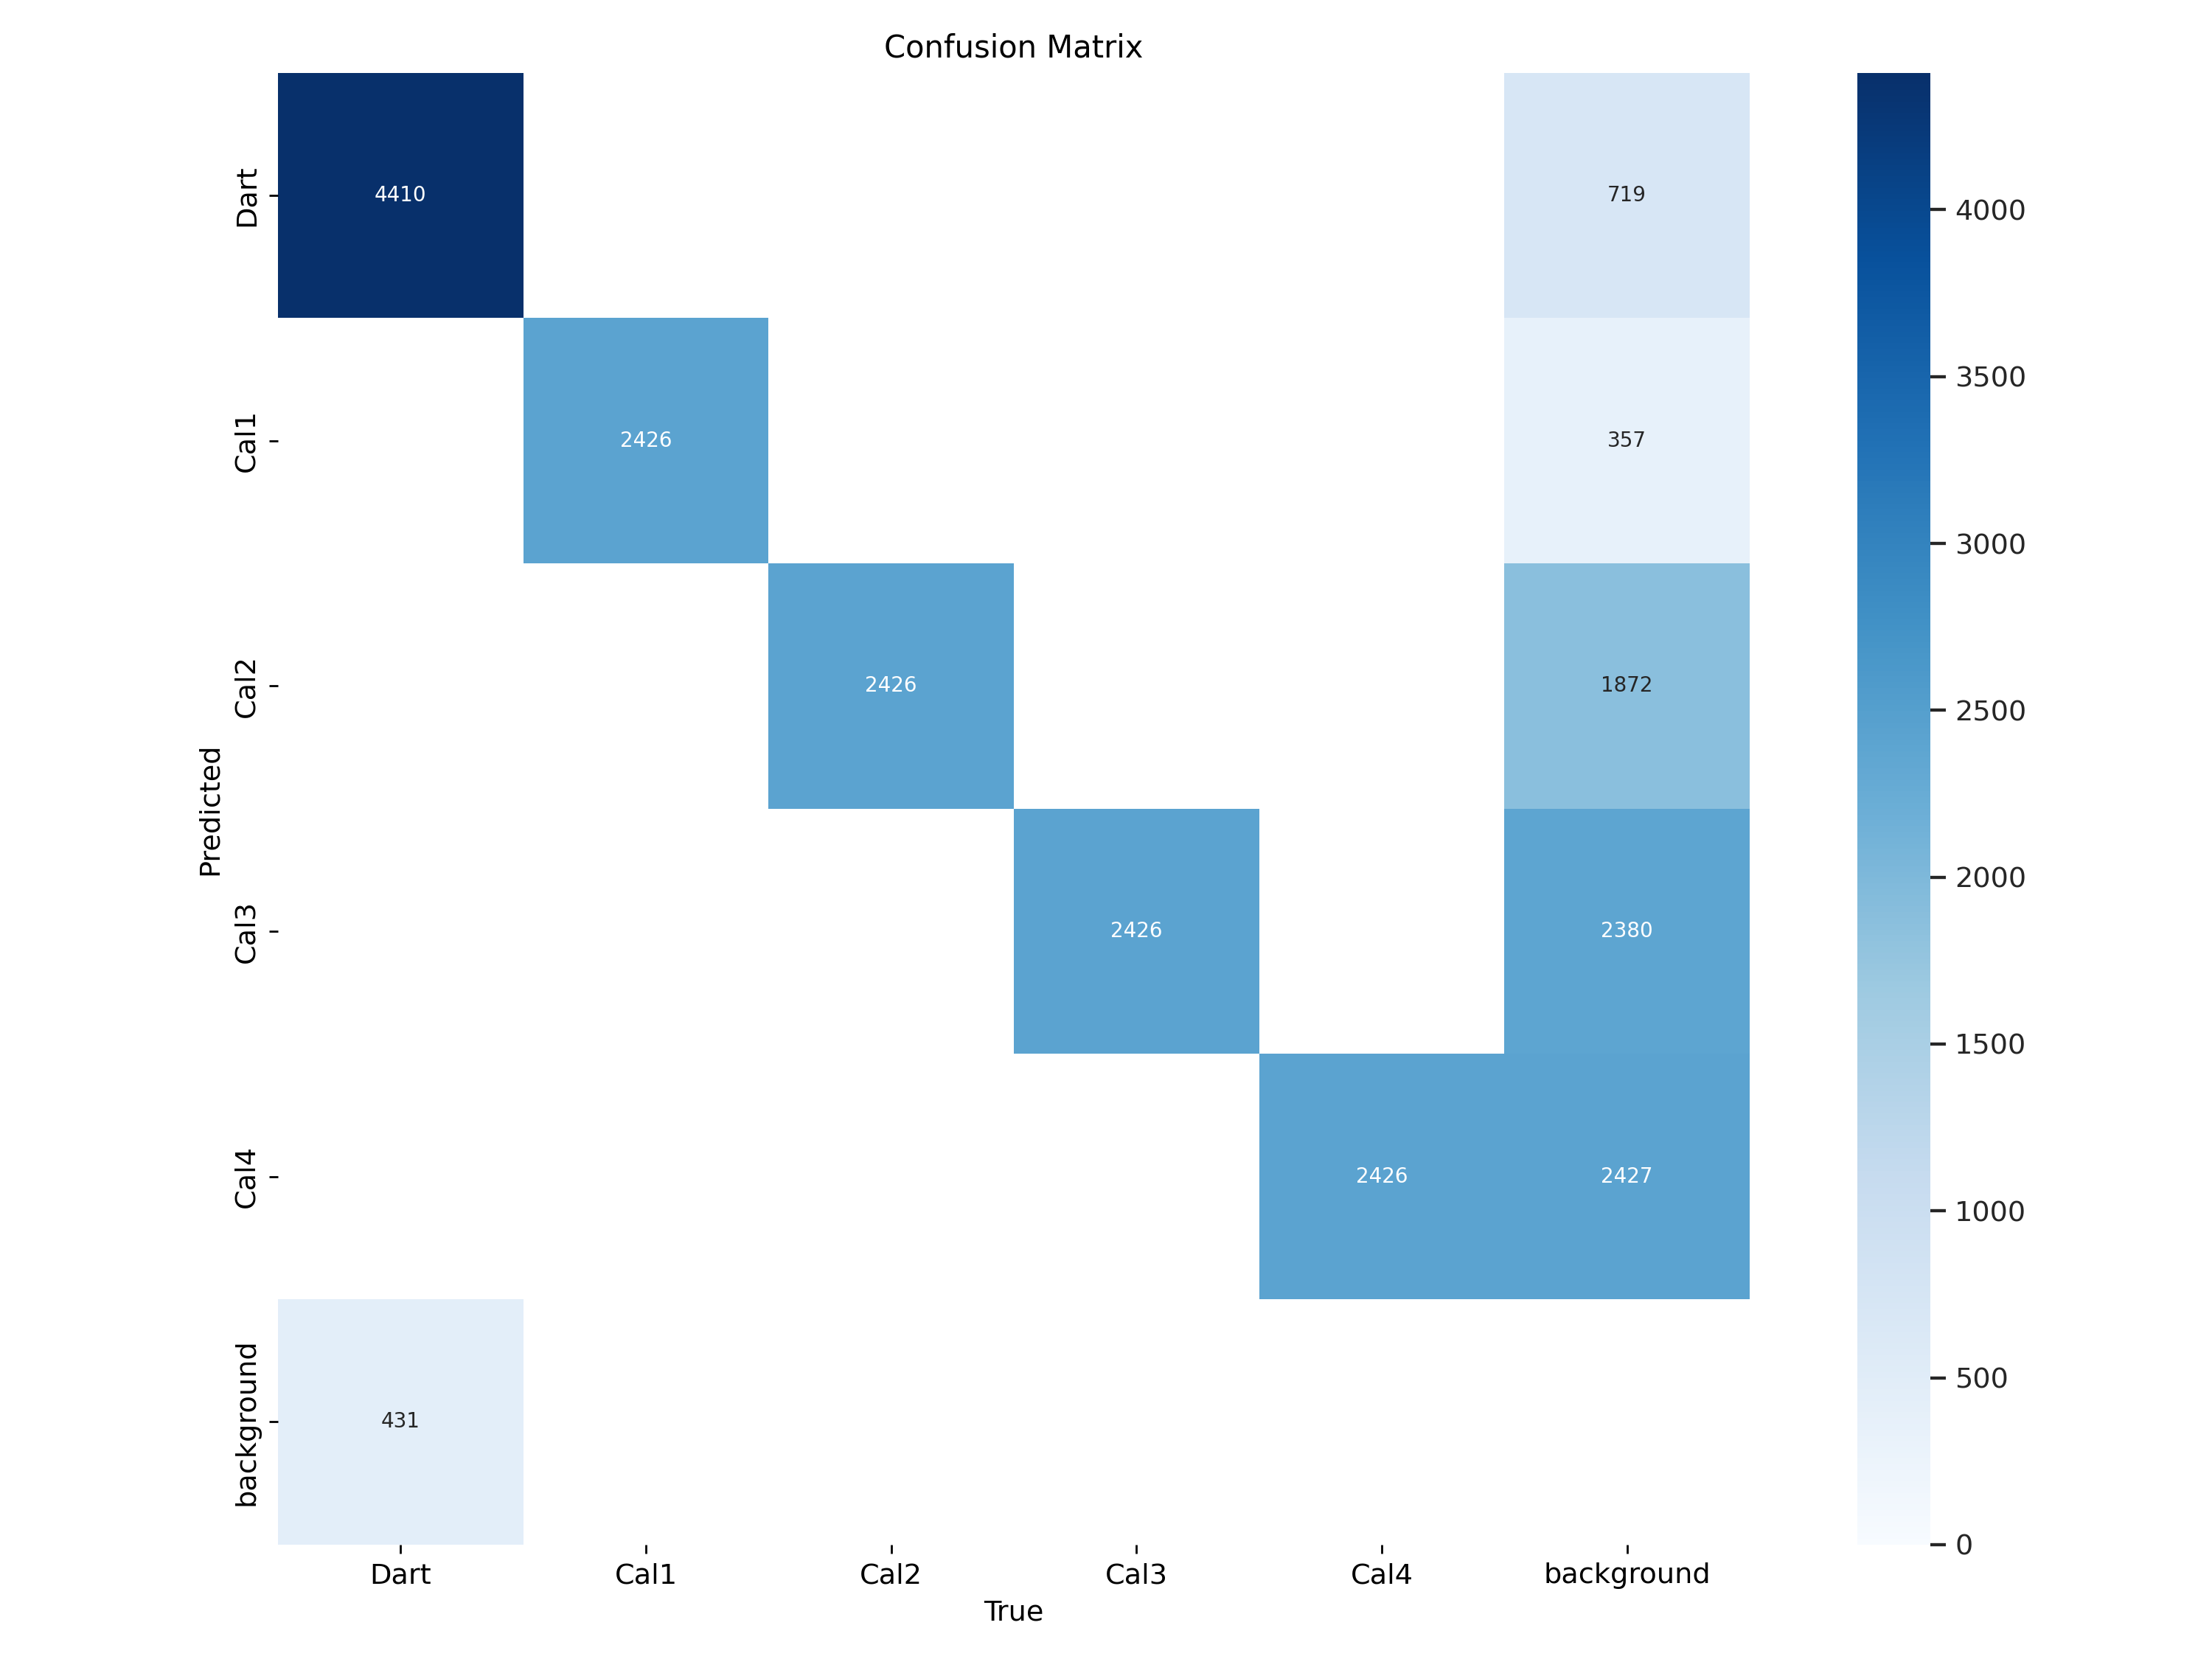 Confusion Matrix
Dart
4410
719
4000
3500
Cal1
2426
357
3000
Cal2
2426
1872
2500
Predicted
2000
Cal3
2426
2380
1500
Cal4
2426
2427
1000
background
431
500
0
Dart
Cal1
Cal2
Cal3
Cal4
background
True